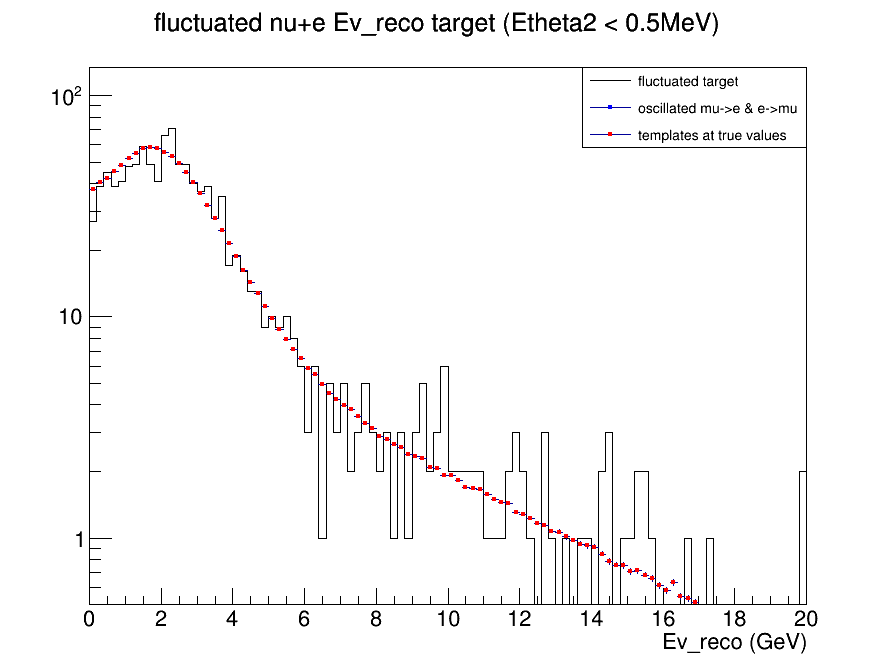 fluctuated nu+e Ev_reco target (Etheta2 < 0.5MeV)
fluctuated target
oscillated mu->e & e->mu
templates at true values
10²
10
1
0 2 4 6 8 10 12 14 16 18 20
Ev_reco (GeV)